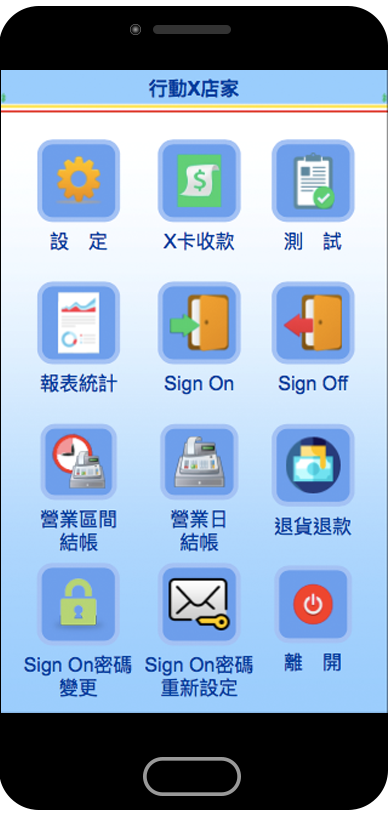 行動X店家
設 定
X卡收款
測 試
報表統計
Sign On
Sign Off
營業區間
結帳
營業日
結帳
退貨退款
Sign On密碼
變更
Sign On密碼
重新設定
離 開